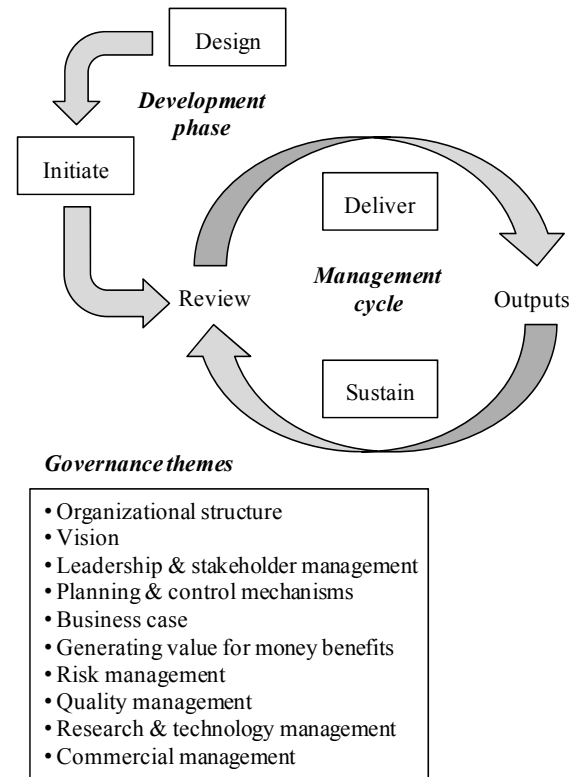 Design
Development
phase
Initiate
Deliver
Review
Management
cycle
Outputs
Sustain
Governance themes
• Organizational structure
• Vision
• Leadership & stakeholder management
• Planning & control mechanisms
• Business case
• Generating value for money benefits
• Risk management
• Quality management
• Research & technology management
• Commercial management